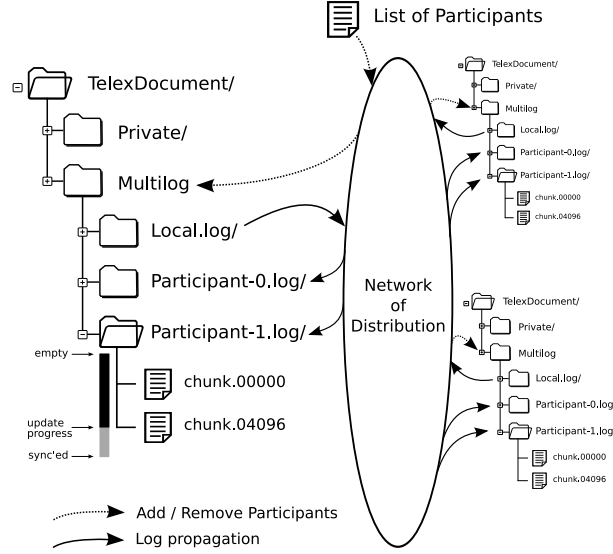 List of Participants
TelexDocument/
Private/
Multilog
Local.log/
Participant-0.log/
Participant-1.log/
chunk.00000
chunk.04096
empty
update
progress
sync'ed
Network
of
Distribution
TelexDocument/
Private/
Multilog
Local.log/
Participant-0.log/
Participant-1.log/
chunk.00000
chunk.04096
TelexDocument/
Private/
Multilog
Local.log/
Participant-0.log/
Participant-1.log/
chunk.00000
chunk.04096
Add / Remove Participants
Log propagation